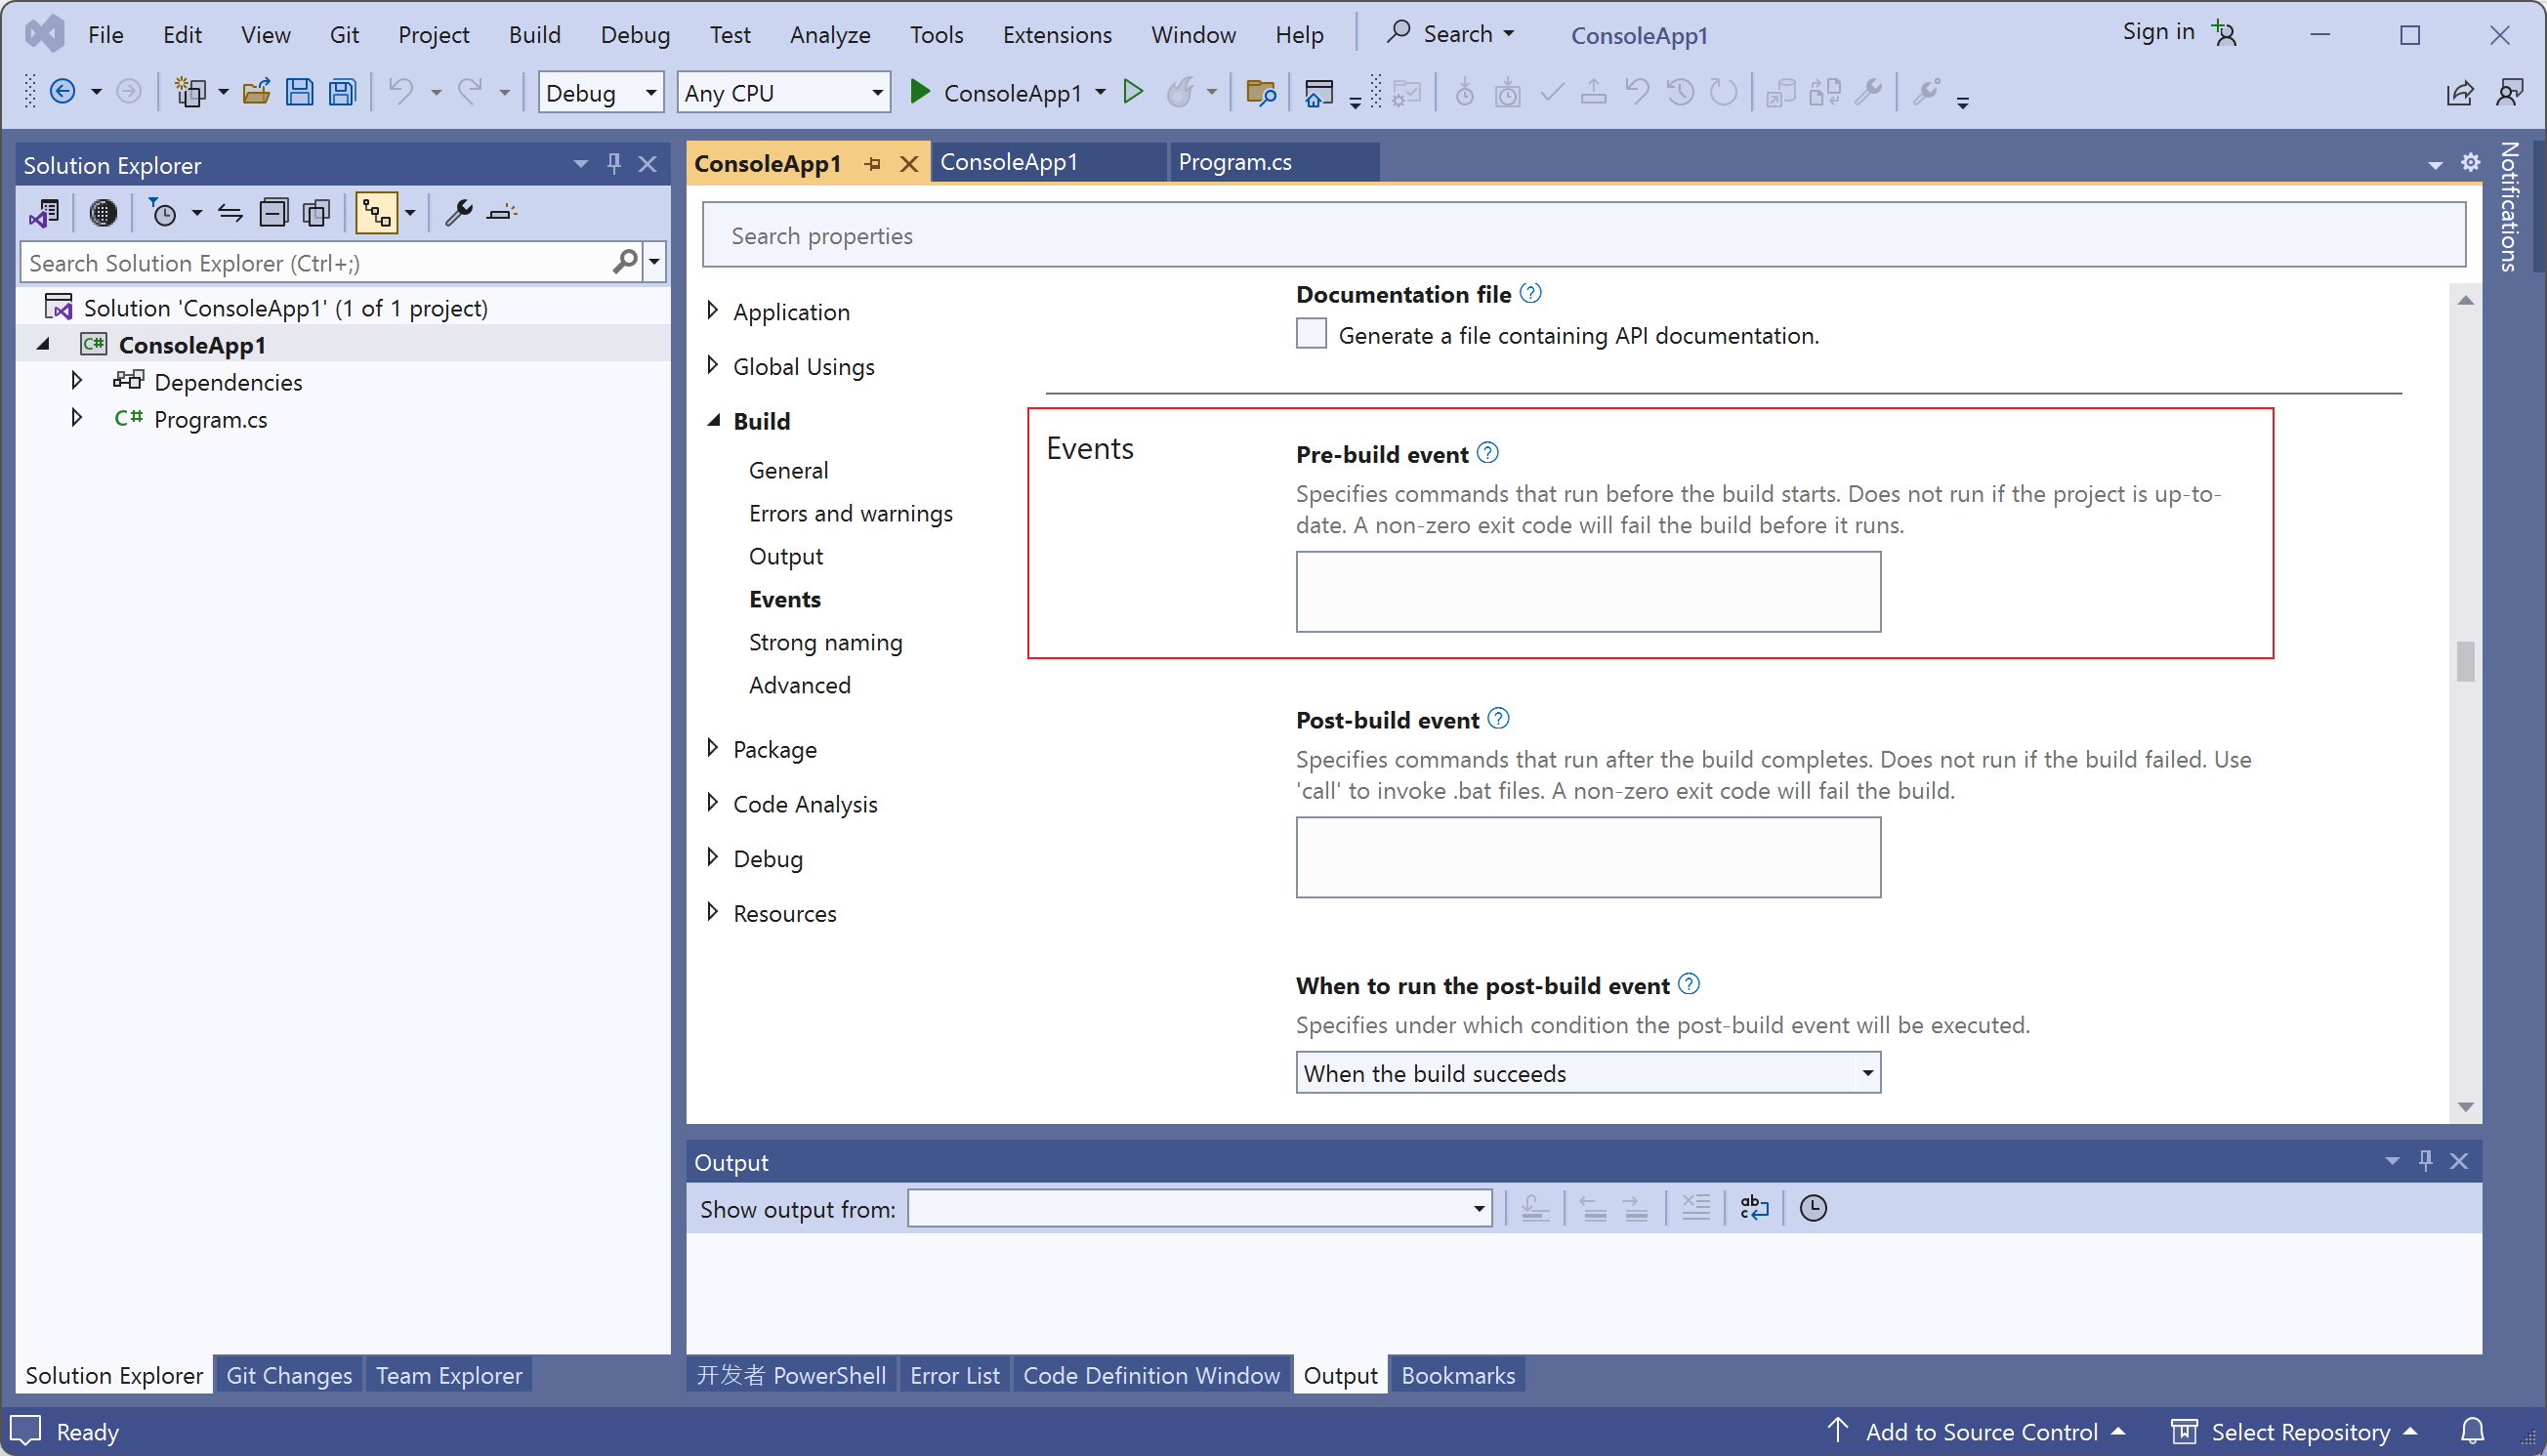 File Edit View Git Project Build Debug Test Analyze Tools Extensions Window Help Search ConsoleApp1 Sign in
Debug Any CPU ConsoleApp1
Solution Explorer
Search Solution Explorer (Ctrl+;)
Solution 'ConsoleApp1' (1 of 1 project)
C# ConsoleApp1
Dependencies
C# Program.cs
ConsoleApp1 ConsoleApp1 Program.cs
Search properties
Application
Global Usings
Build
General
Errors and warnings
Output
Events
Strong naming
Advanced
Package
Code Analysis
Debug
Resources
Documentation file
Generate a file containing API documentation.
Events
Pre-build event
Specifies commands that run before the build starts. Does not run if the project is up-to-
date. A non-zero exit code will fail the build before it runs.
Post-build event
Specifies commands that run after the build completes. Does not run if the build failed. Use
'call' to invoke .bat files. A non-zero exit code will fail the build.
When to run the post-build event
Specifies under which condition the post-build event will be executed.
When the build succeeds
Notifications
Output
Show output from:
Solution Explorer Git Changes Team Explorer
开发者 PowerShell Error List Code Definition Window Output Bookmarks
Ready Add to Source Control Select Repository